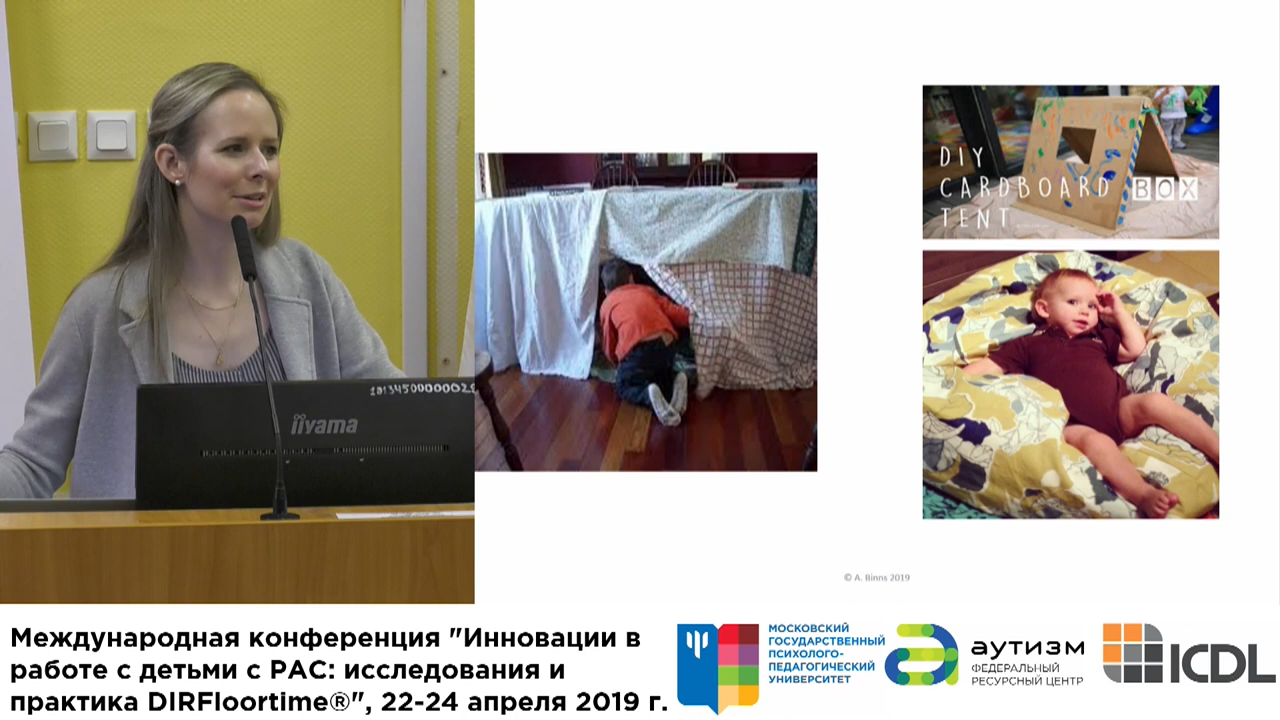 DIY
CARDBOARD BOX
TENT
iiyama
© A. Binns 2019
Международная конференция "Инновации в
работе с детьми с РАС: исследования и
практика DIRFloortime®", 22-24 апреля 2019 г.
МОСКОВСКИЙ
ГОСУДАРСТВЕННЫЙ
ПСИХОЛОГО-
ПЕДАГОГИЧЕСКИЙ
УНИВЕРСИТЕТ
аутизм
ФЕДЕРАЛЬНЫЙ
РЕСУРСНЫЙ ЦЕНТР
ICDL